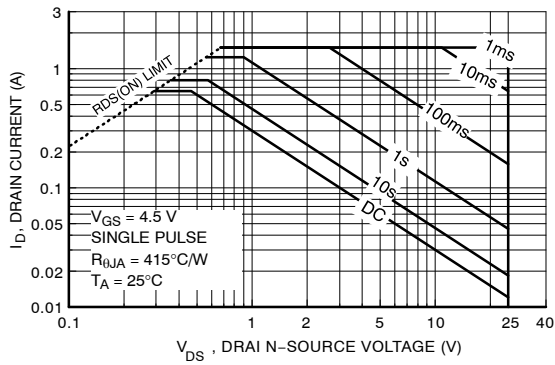 3
1
0.5
0.2
0.1
0.05
0.02
0.01
I_D, DRAIN CURRENT (A)
RDS(ON) LIMIT
1ms
10ms
100ms
1s
10s
DC
V_GS = 4.5 V
SINGLE PULSE
R_θJA = 415°C/W
T_A = 25°C
0.1 1 2 5 10 25 40
V_DS , DRAI N−SOURCE VOLTAGE (V)